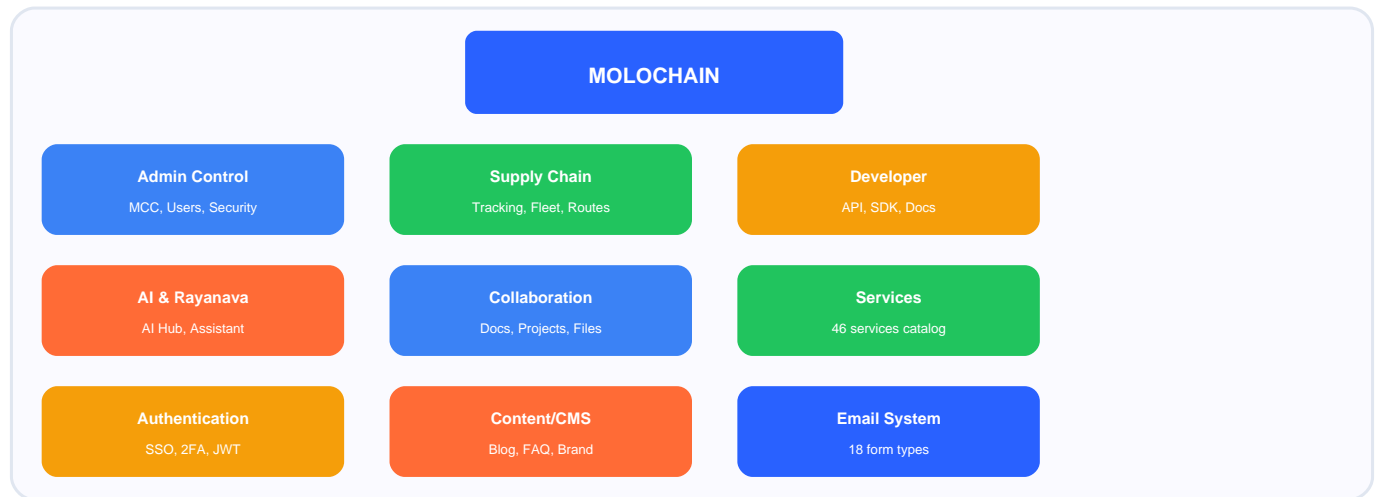 MOLOCHAIN
Admin Control
MCC, Users, Security
Supply Chain
Tracking, Fleet, Routes
Developer
API, SDK, Docs
AI & Rayanava
AI Hub, Assistant
Collaboration
Docs, Projects, Files
Services
46 services catalog
Authentication
SSO, 2FA, JWT
Content/CMS
Blog, FAQ, Brand
Email System
18 form types